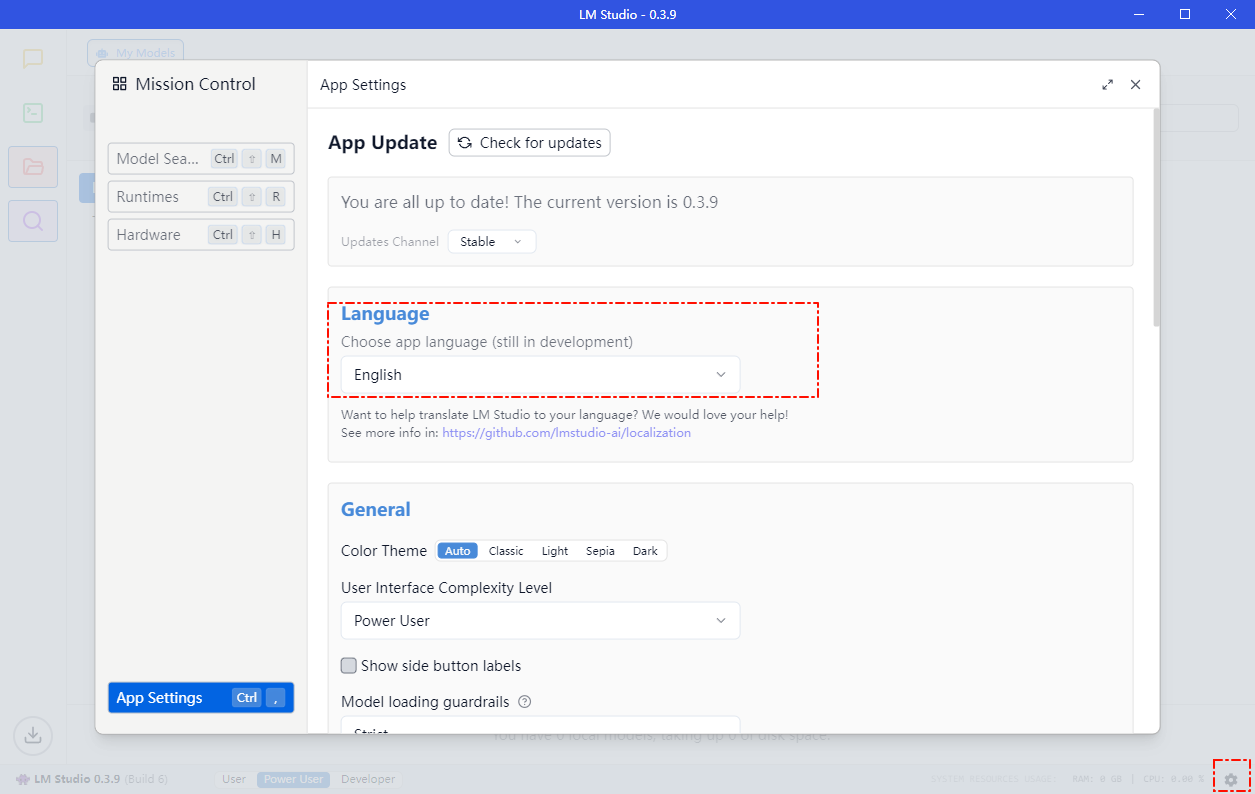 LM Studio - 0.3.9
My Models
Mission Control
App Settings
Model Sea... Ctrl ⇧ M
Runtimes Ctrl ⇧ R
Hardware Ctrl ⇧ H
App Update Check for updates
You are all up to date! The current version is 0.3.9
Updates Channel Stable
Language
Choose app language (still in development)
English
Want to help translate LM Studio to your language? We would love your help!
See more info in: https://github.com/lmstudio-ai/localization
General
Color Theme Auto Classic Light Sepia Dark
User Interface Complexity Level
Power User
Show side button labels
App Settings Ctrl ,
Model loading guardrails
Strict
You have 0 local models, taking up 0 of disk space.
LM Studio 0.3.9 (Build 6) User Power User Developer SYSTEM RESOURCES USAGE: RAM: 0 GB | CPU: 0.00 %